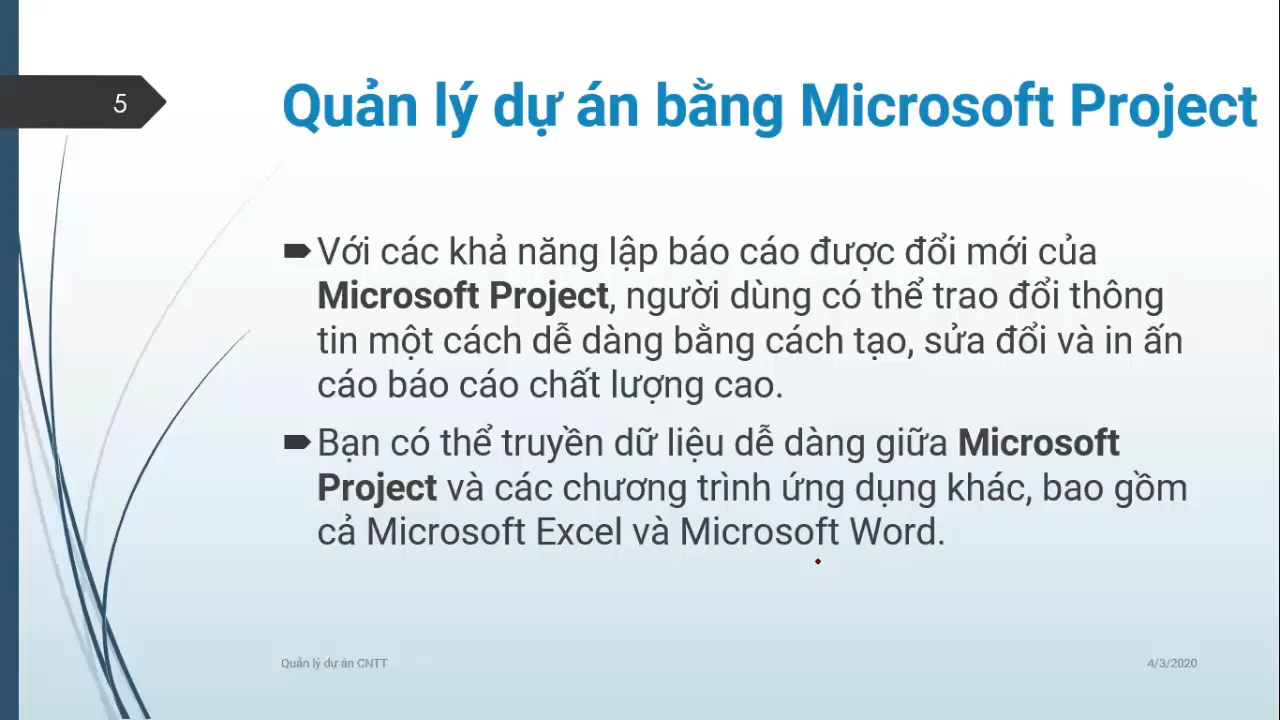 5
Quản lý dự án bằng Microsoft Project
Với các khả năng lập báo cáo được đổi mới của
Microsoft Project, người dùng có thể trao đổi thông
tin một cách dễ dàng bằng cách tạo, sửa đổi và in ấn
cáo báo cáo chất lượng cao.
Bạn có thể truyền dữ liệu dễ dàng giữa Microsoft
Project và các chương trình ứng dụng khác, bao gồm
cả Microsoft Excel và Microsoft Word.
Quản lý dự án CNTT
4/3/2020